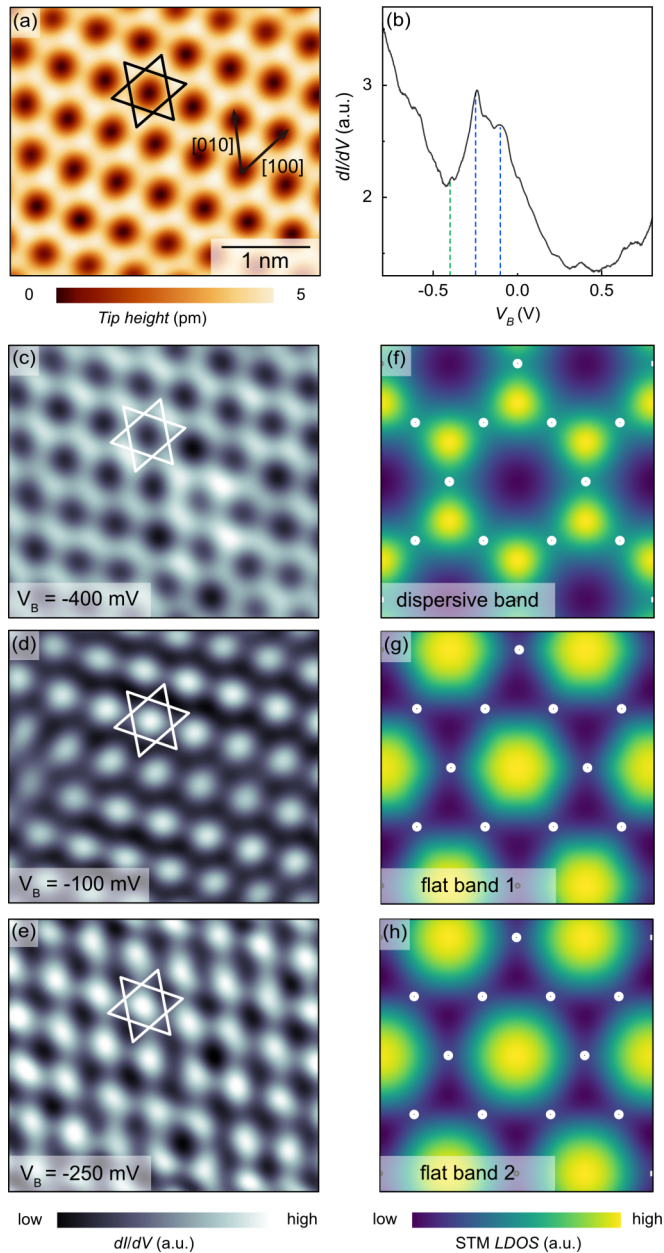 (a)
[010]
[100]
1 nm
0
5
Tip height (pm)
(b)
3
2
dI/dV (a.u.)
-0.5
0.0
0.5
V_B (V)
(c)
V_B = -400 mV
(f)
dispersive band
(d)
V_B = -100 mV
(g)
flat band 1
(e)
V_B = -250 mV
(h)
flat band 2
low
high
dI/dV (a.u.)
low
high
STM LDOS (a.u.)